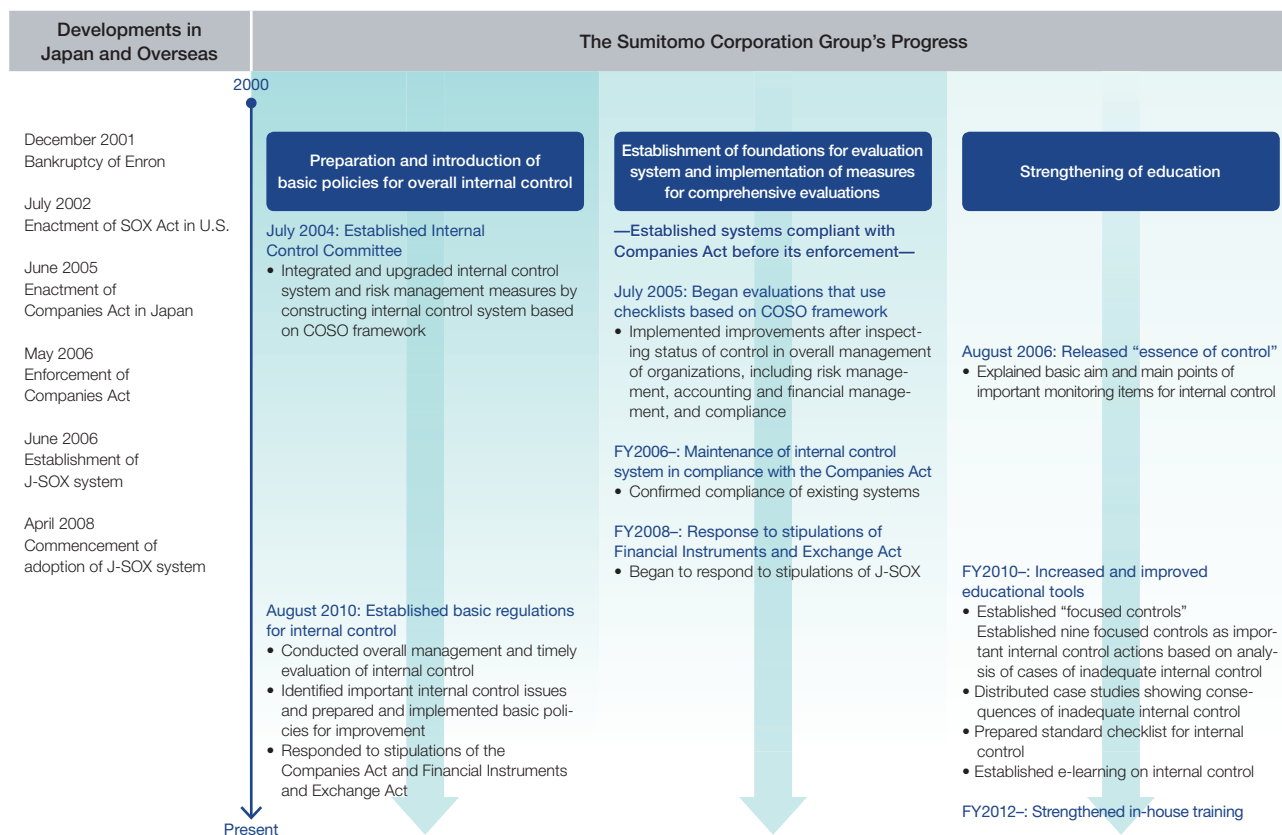 Developments in
Japan and Overseas
The Sumitomo Corporation Group's Progress
2000
December 2001
Bankruptcy of Enron
July 2002
Enactment of SOX Act in U.S.
June 2005
Enactment of
Companies Act in Japan
May 2006
Enforcement of
Companies Act
June 2006
Establishment of
J-SOX system
April 2008
Commencement of
adoption of J-SOX system
Present
Preparation and introduction of
basic policies for overall internal control
July 2004: Established Internal
Control Committee
• Integrated and upgraded internal control
system and risk management measures by
constructing internal control system based
on COSO framework
August 2010: Established basic regulations
for internal control
• Conducted overall management and timely
evaluation of internal control
• Identified important internal control issues
and prepared and implemented basic poli-
cies for improvement
• Responded to stipulations of the
Companies Act and Financial Instruments
and Exchange Act
Establishment of foundations for evaluation
system and implementation of measures
for comprehensive evaluations
—Established systems compliant with
Companies Act before its enforcement—
July 2005: Began evaluations that use
checklists based on COSO framework
• Implemented improvements after inspect-
ing status of control in overall management
of organizations, including risk manage-
ment, accounting and financial manage-
ment, and compliance
FY2006–: Maintenance of internal control
system in compliance with the Companies Act
• Confirmed compliance of existing systems
FY2008–: Response to stipulations of
Financial Instruments and Exchange Act
• Began to respond to stipulations of J-SOX
Strengthening of education
August 2006: Released “essence of control”
• Explained basic aim and main points of
important monitoring items for internal control
FY2010–: Increased and improved
educational tools
• Established “focused controls”
Established nine focused controls as impor-
tant internal control actions based on analy-
sis of cases of inadequate internal control
• Distributed case studies showing conse-
quences of inadequate internal control
• Prepared standard checklist for internal
control
• Established e-learning on internal control
FY2012–: Strengthened in-house training